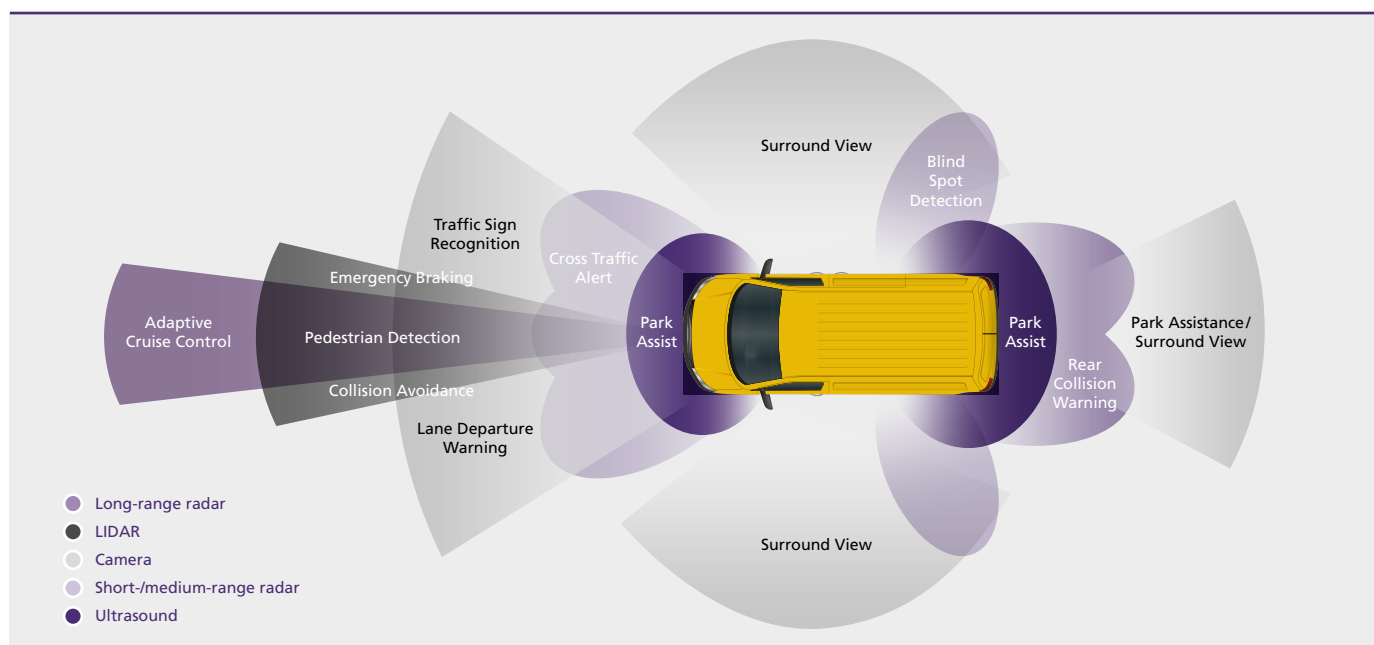 Surround View
Blind
Spot
Detection
Traffic Sign
Recognition
Cross Traffic
Alert
Emergency Braking
Adaptive
Cruise Control
Pedestrian Detection
Park
Assist
Park
Assist
Park Assistance/
Surround View
Rear
Collision
Warning
Collision Avoidance
Lane Departure
Warning
Surround View
Long-range radar
LIDAR
Camera
Short-/medium-range radar
Ultrasound